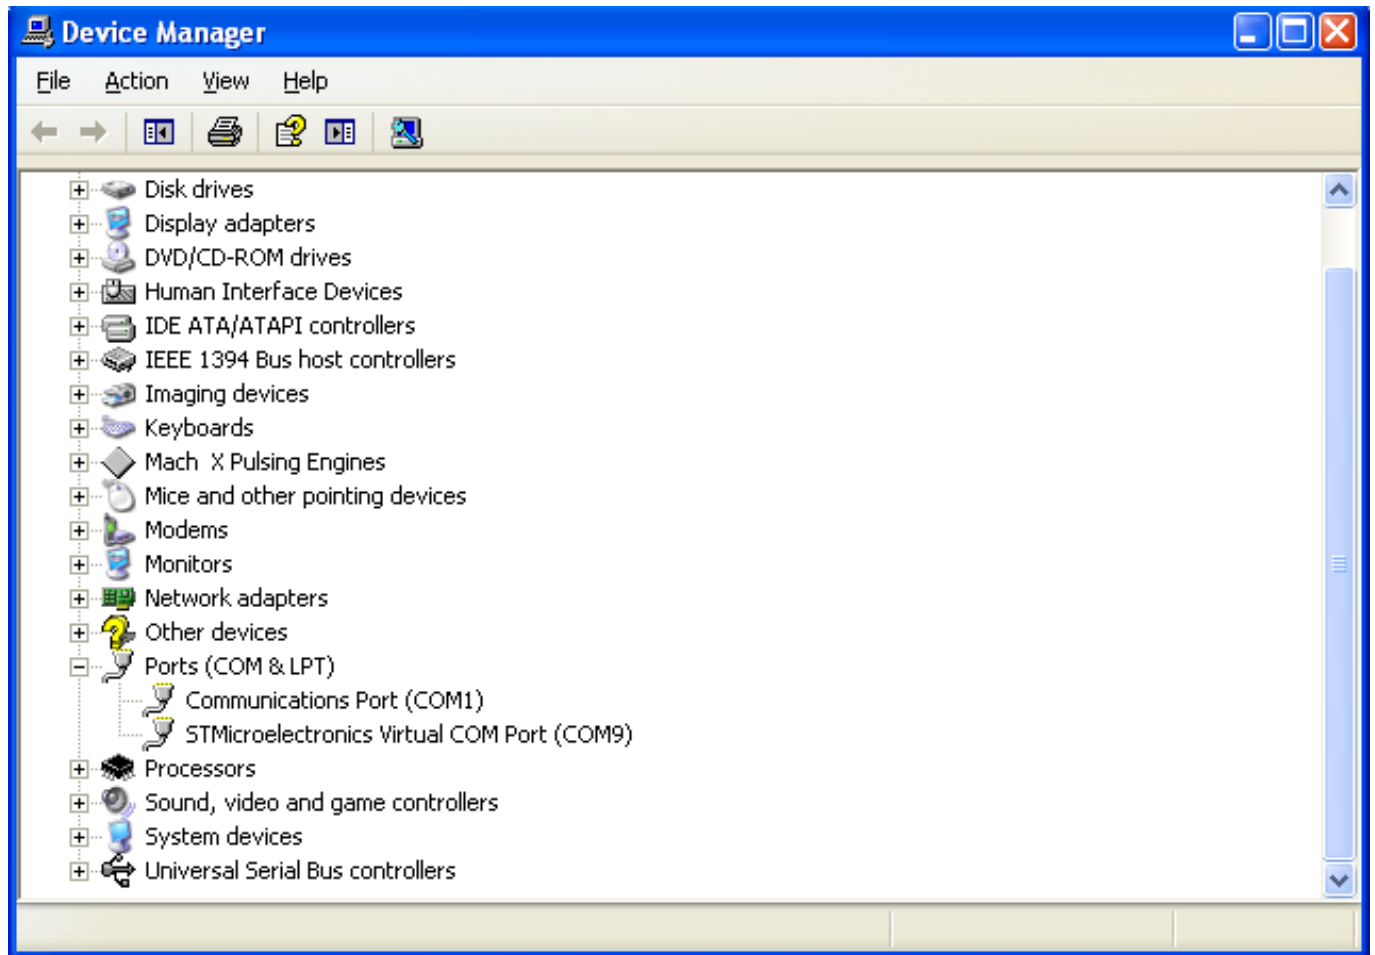 Device Manager
File Action View Help
Disk drives
Display adapters
DVD/CD-ROM drives
Human Interface Devices
IDE ATA/ATAPI controllers
IEEE 1394 Bus host controllers
Imaging devices
Keyboards
Mach X Pulsing Engines
Mice and other pointing devices
Modems
Monitors
Network adapters
Other devices
Ports (COM & LPT)
Communications Port (COM1)
STMicroelectronics Virtual COM Port (COM9)
Processors
Sound, video and game controllers
System devices
Universal Serial Bus controllers